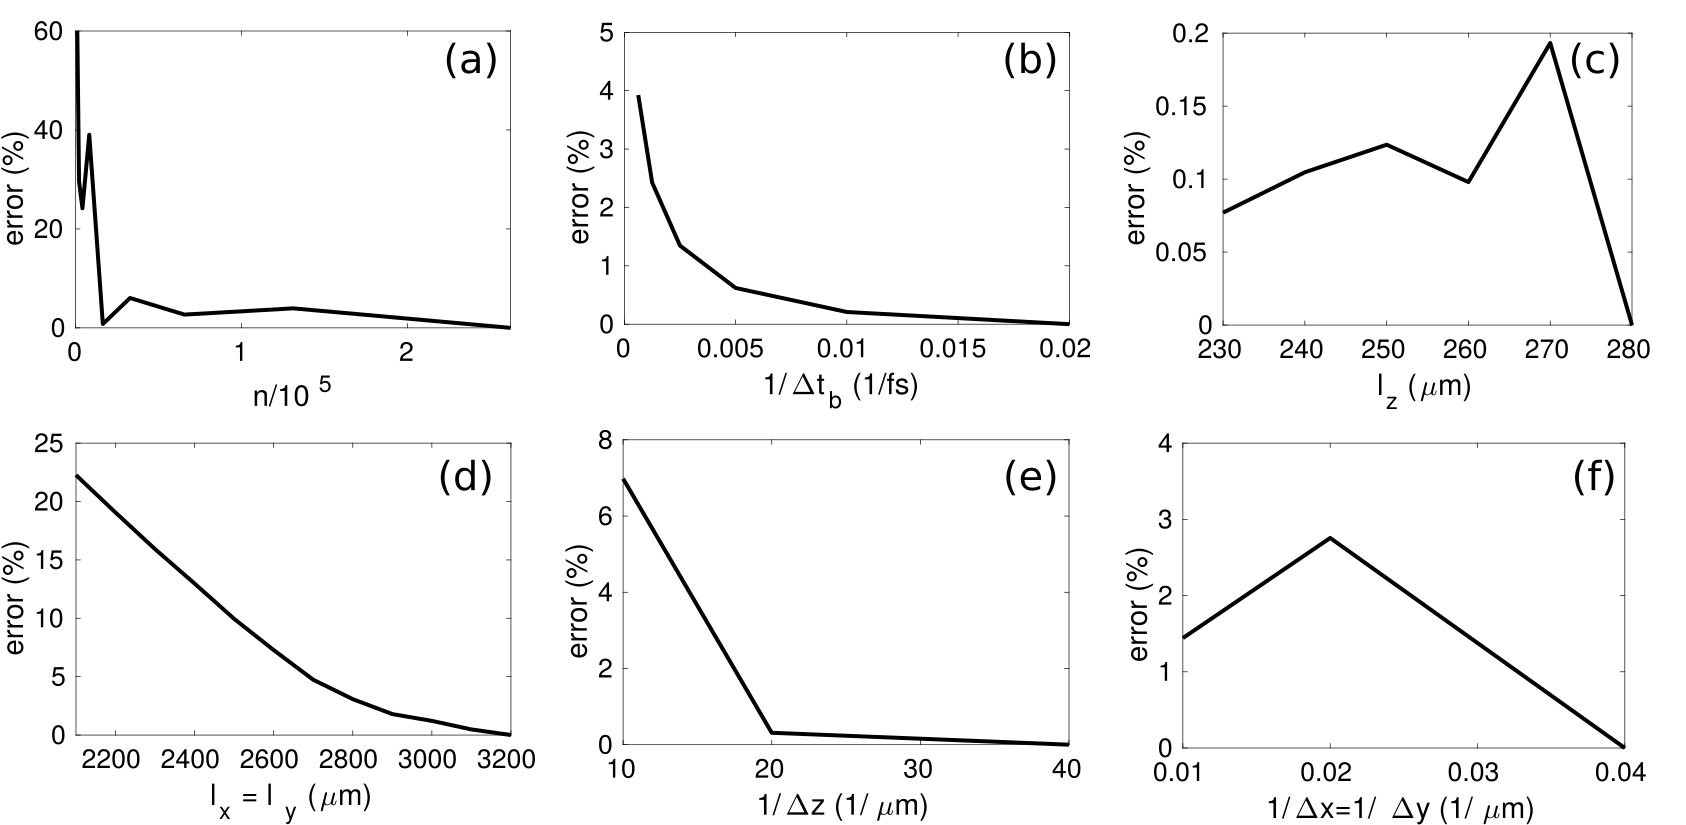 (a)
60
40
20
0
0 1 2
error (%)
n/10 5
(b)
5
4
3
2
1
0
0 0.005 0.01 0.015 0.02
error (%)
1/Δt b (1/fs)
(c)
0.2
0.15
0.1
0.05
0
230 240 250 260 270 280
error (%)
l z (μm)
(d)
25
20
15
10
5
0
2200 2400 2600 2800 3000 3200
error (%)
l x = l y (μm)
(e)
8
6
4
2
0
10 20 30 40
error (%)
1/Δz (1/ μm)
(f)
4
3
2
1
0
0.01 0.02 0.03 0.04
error (%)
1/Δx=1/ Δy (1/ μm)